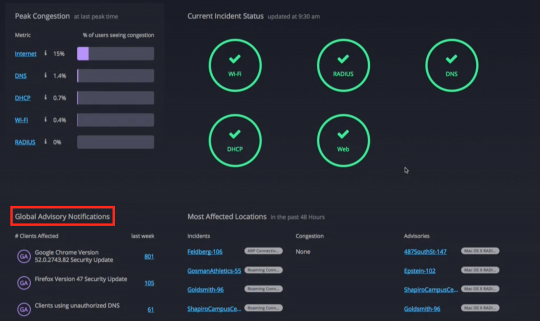 Peak Congestion at last peak time
Metric % of users seeing congestion
Internet i 15%
DNS i 1.4%
DHCP i 0.7%
Wi-Fi i 0.4%
RADIUS i 0%
Current Incident Status updated at 9:30 am
Wi-Fi
RADIUS
DNS
DHCP
Web
Global Advisory Notifications
# Clients Affected last week
GA Google Chrome Version
52.0.2743.82 Security Update 801
GA Firefox Version 47 Security Update 105
GA Clients using unauthorized DNS 61
Most Affected Locations In the past 48 Hours
Incidents
Feldberg-106 ARP Connectio...
GosmanAthletics-55 Roaming Conn...
Goldsmith-96 Roaming Conn...
ShapiroCampusCe... Roaming Conn...
Congestion
None
Advisories
487SouthSt-147 Mac OS X RADI...
Epstein-102 Mac OS X RADI...
ShapiroCampusCe... Mac OS X RADI...
Goldsmith-96 Mac OS X RADI...